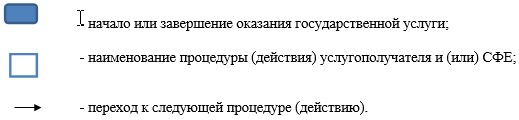 - начало или завершение оказания государственной услуги;
- наименование процедуры (действия) услугополучателя и (или) СФЕ;
- переход к следующей процедуре (действию).